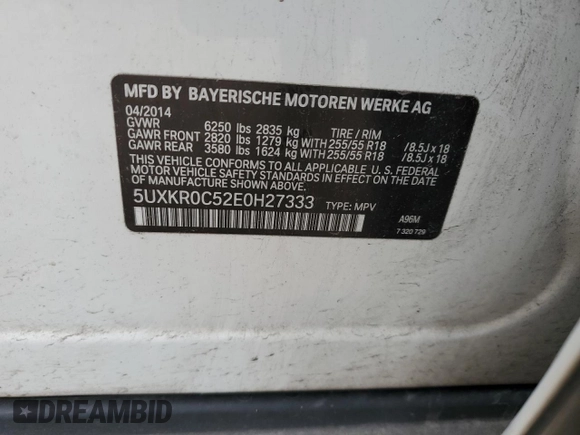 MFD BY BAYERISCHE MOTOREN WERKE AG
04/2014
GVWR 6250 lbs 2835 kg TIRE / RIM
GAWR FRONT 2820 lbs 1279 kg WITH 255/55 R18 /8.5J x 18
GAWR REAR 3580 lbs 1624 kg WITH 255/55 R18 /8.5J x 18
THIS VEHICLE CONFORMS TO ALL APPLICABLE U.S. FEDERAL
MOTOR VEHICLE SAFETY STANDARDS IN EFFECT ON THE
DATE OF MANUFACTURE SHOWN ABOVE.
5UXKR0C52E0H27333 TYPE: MPV
A96M
7 320 729
DREAMBID